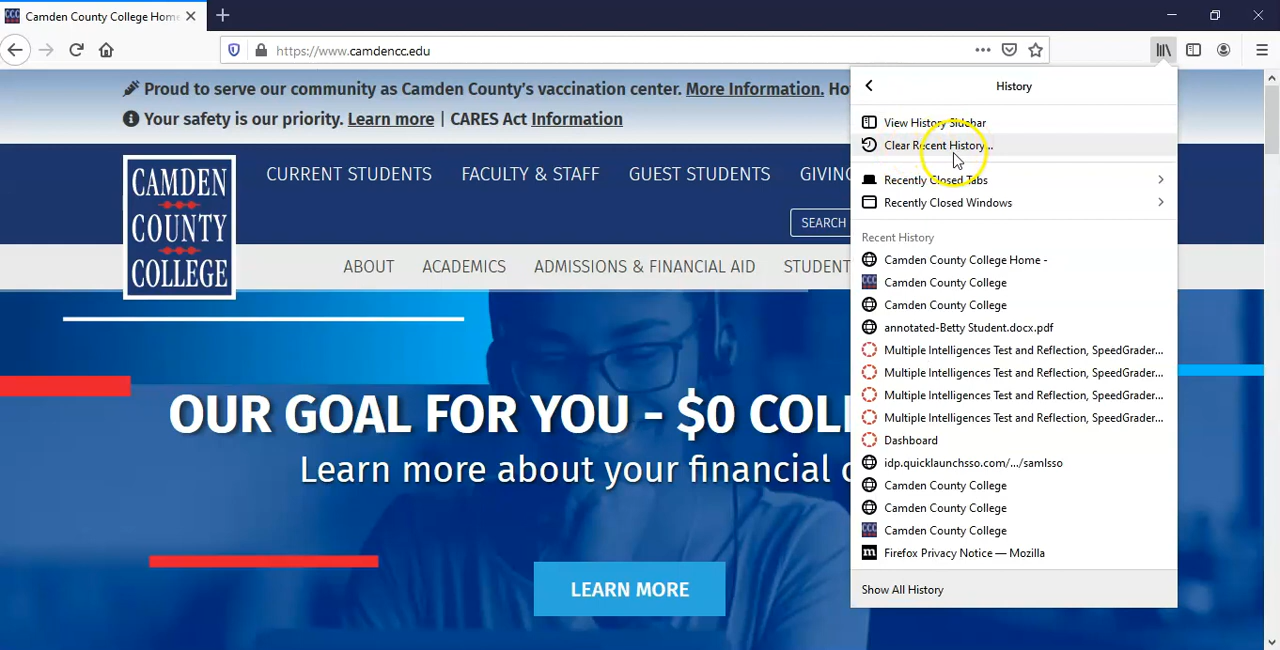 Camden County College Home
https://www.camdencc.edu
Proud to serve our community as Camden County's vaccination center. More Information.
Your safety is our priority. Learn more | CARES Act Information
CAMDEN
COUNTY
COLLEGE
CURRENT STUDENTS FACULTY & STAFF GUEST STUDENTS GIVING
SEARCH
ABOUT ACADEMICS ADMISSIONS & FINANCIAL AID STUDENT
OUR GOAL FOR YOU - $0 COLL
Learn more about your financial
LEARN MORE
History
View History Sidebar
Clear Recent History...
Recently Closed Tabs
Recently Closed Windows
Recent History
Camden County College Home -
Camden County College
Camden County College
annotated-Betty Student.docx.pdf
Multiple Intelligences Test and Reflection, SpeedGrader...
Multiple Intelligences Test and Reflection, SpeedGrader...
Multiple Intelligences Test and Reflection, SpeedGrader...
Multiple Intelligences Test and Reflection, SpeedGrader...
Dashboard
idp.quicklaunchsso.com/.../samlsso
Camden County College
Camden County College
Camden County College
Firefox Privacy Notice — Mozilla
Show All History